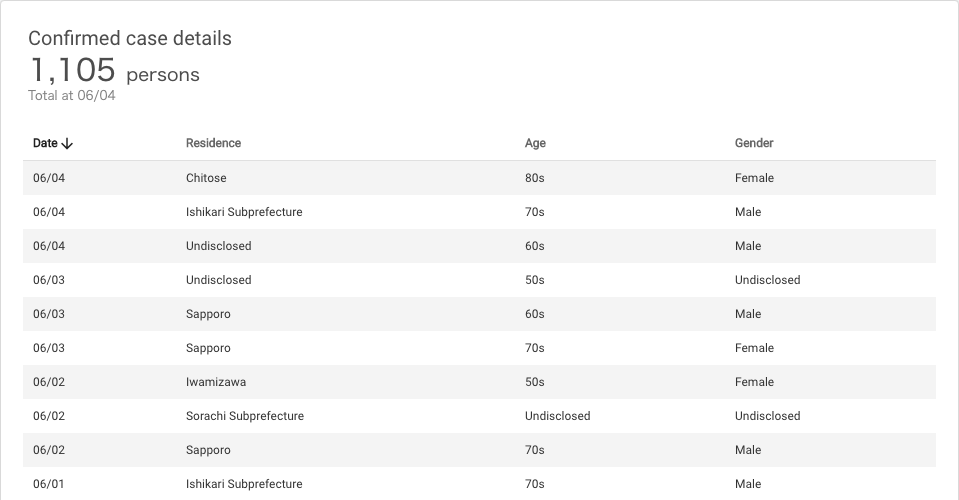 Confirmed case details
1,105 persons
Total at 06/04
Date Residence Age Gender
06/04 Chitose 80s Female
06/04 Ishikari Subprefecture 70s Male
06/04 Undisclosed 60s Male
06/03 Undisclosed 50s Undisclosed
06/03 Sapporo 60s Male
06/03 Sapporo 70s Female
06/02 Iwamizawa 50s Female
06/02 Sorachi Subprefecture Undisclosed Undisclosed
06/02 Sapporo 70s Male
06/01 Ishikari Subprefecture 70s Male